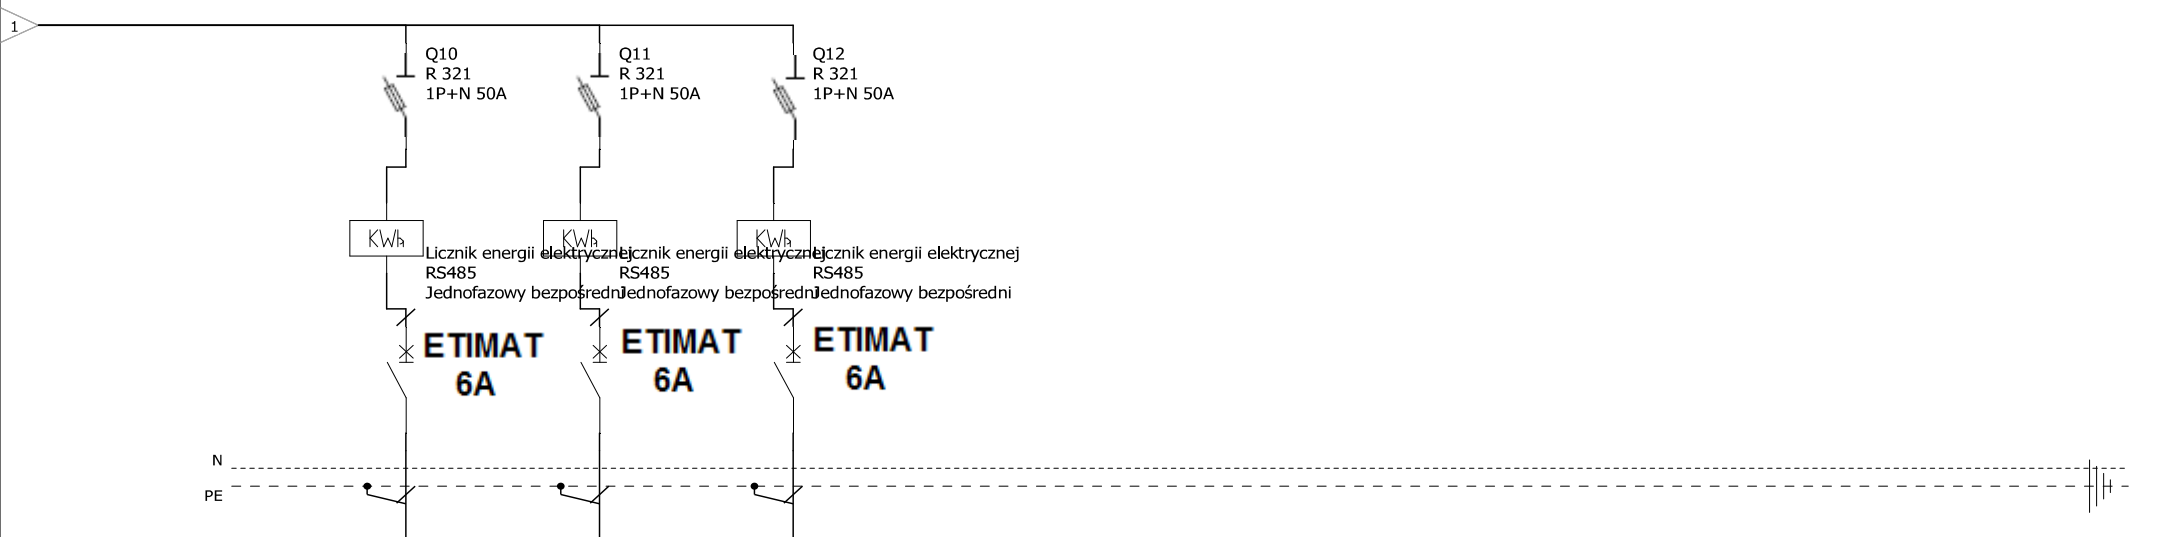 1
Q10
R 321
1P+N 50A
Q11
R 321
1P+N 50A
Q12
R 321
1P+N 50A
KWh
Licznik energii elektrycznej
RS485
Jednofazowy bezpośredni
KWh
Licznik energii elektrycznej
RS485
Jednofazowy bezpośredni
KWh
Licznik energii elektrycznej
RS485
Jednofazowy bezpośredni
ETIMAT
6A
ETIMAT
6A
ETIMAT
6A
N
PE